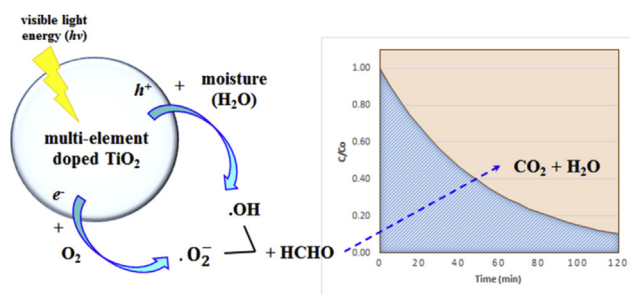 visible light
energy (hv)
h⁺ + moisture
(H₂O)
multi-element
doped TiO₂
e⁻
+
O₂
.OH
. O₂⁻
+ HCHO
CO₂ + H₂O
1.00
0.80
0.60
0.40
0.20
0.00
C/Co
0 20 40 60 80 100 120
Time (min)